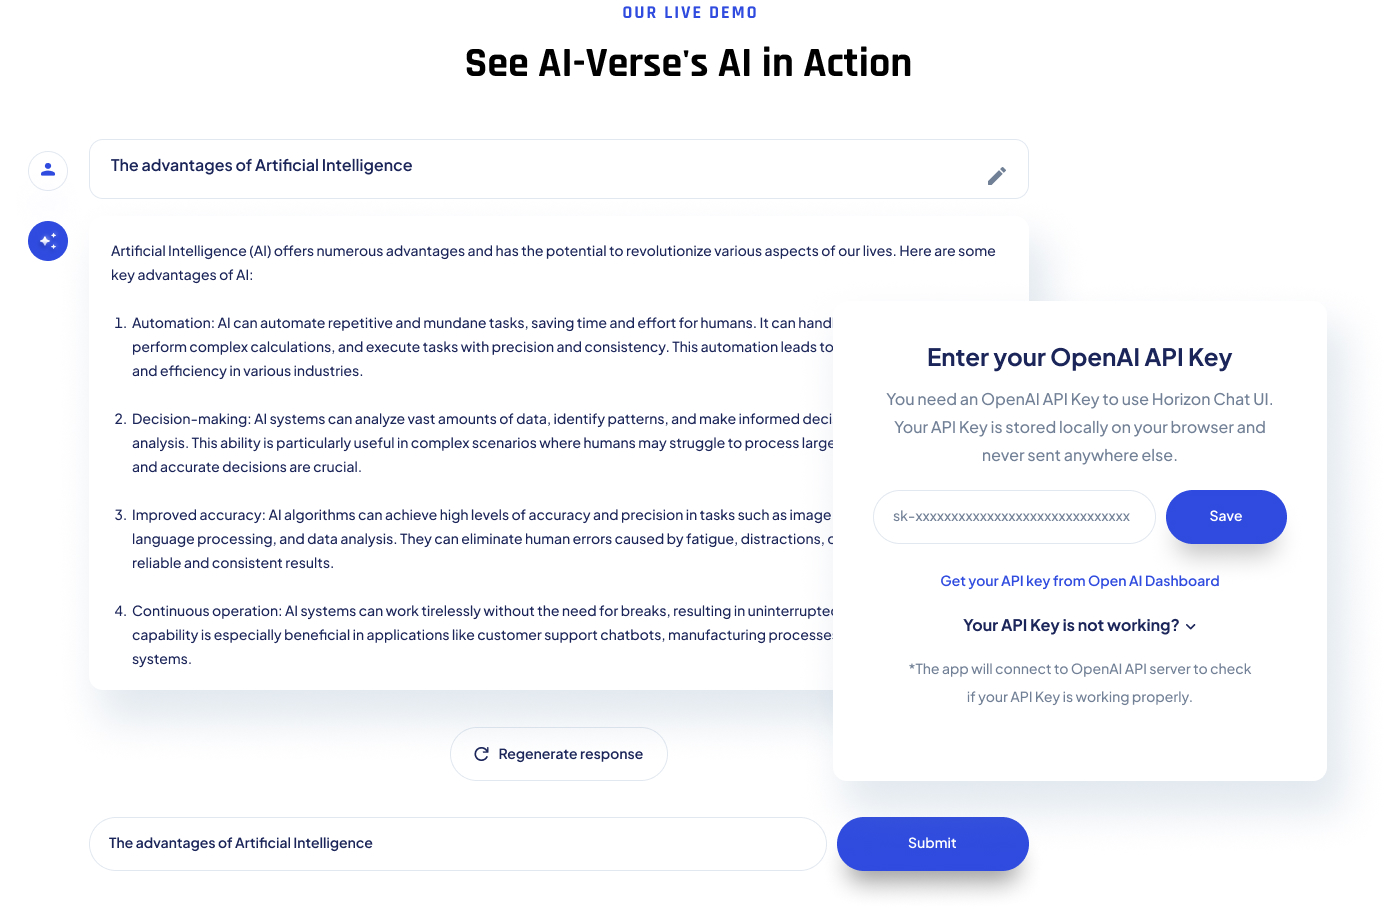 OUR LIVE DEMO
See AI-Verse's AI in Action
The advantages of Artificial Intelligence
Artificial Intelligence (AI) offers numerous advantages and has the potential to revolutionize various aspects of our lives. Here are some
key advantages of AI:
1. Automation: AI can automate repetitive and mundane tasks, saving time and effort for humans. It can
perform complex calculations, and execute tasks with precision and consistency. This automation leads to
and efficiency in various industries.
2. Decision-making: AI systems can analyze vast amounts of data, identify patterns, and make informed
analysis. This ability is particularly useful in complex scenarios where humans may struggle to process large
and accurate decisions are crucial.
3. Improved accuracy: AI algorithms can achieve high levels of accuracy and precision in tasks such as image
language processing, and data analysis. They can eliminate human errors caused by fatigue, distractions,
reliable and consistent results.
4. Continuous operation: AI systems can work tirelessly without the need for breaks, resulting in uninterrupted
capability is especially beneficial in applications like customer support chatbots, manufacturing processes
systems.
Regenerate response
The advantages of Artificial Intelligence
Submit
Enter your OpenAI API Key
You need an OpenAI API Key to use Horizon Chat UI.
Your API Key is stored locally on your browser and
never sent anywhere else.
sk-xxxxxxxxxxxxxxxxxxxxxxxxxxxxxx
Save
Get your API key from Open AI Dashboard
Your API Key is not working?
*The app will connect to OpenAI API server to check
if your API Key is working properly.